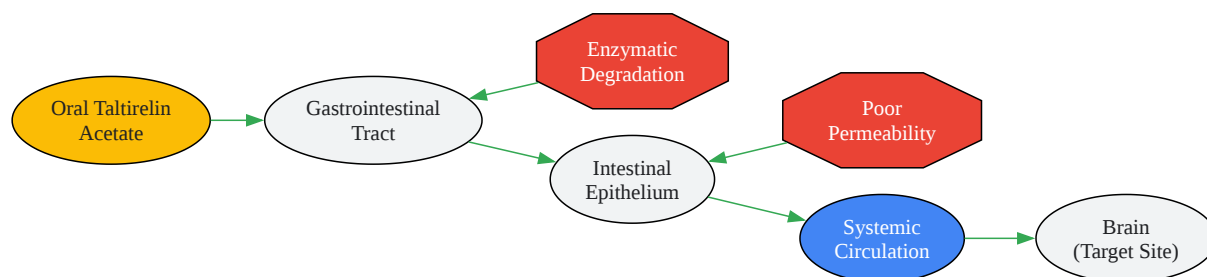 Oral Taltirelin
Acetate
Gastrointestinal
Tract
Enzymatic
Degradation
Intestinal
Epithelium
Poor
Permeability
Systemic
Circulation
Brain
(Target Site)